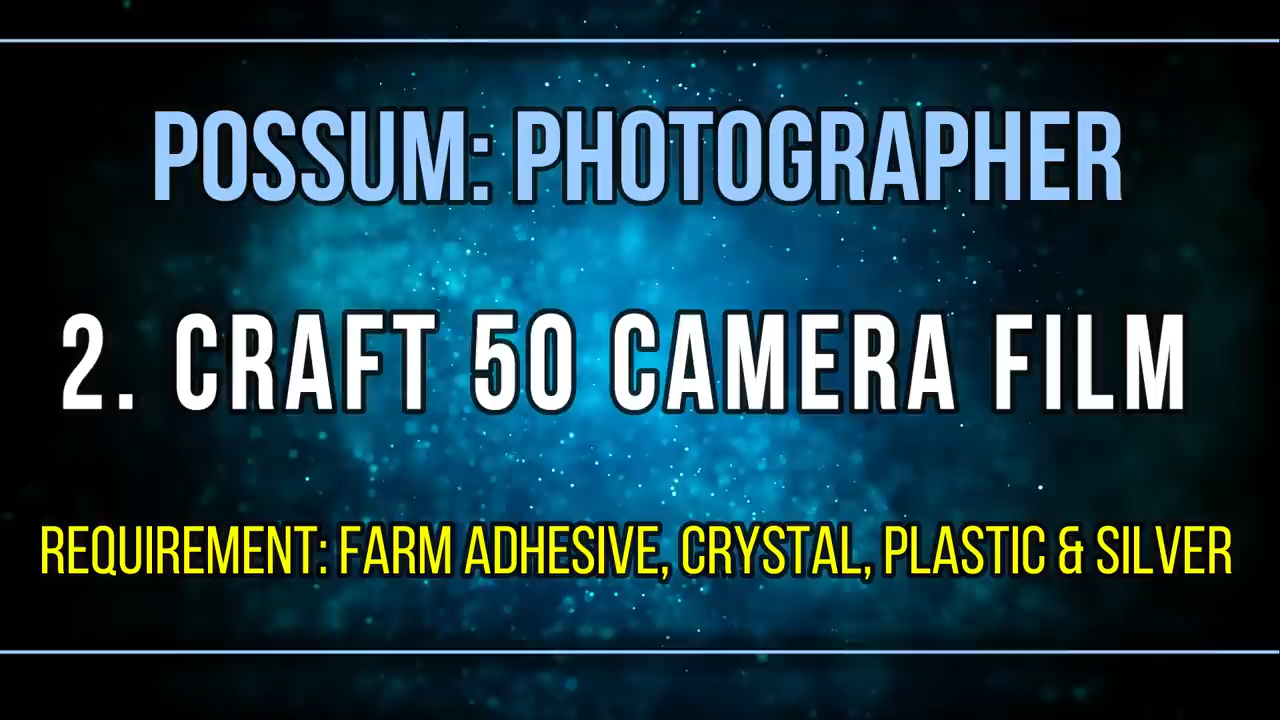 POSSUM: PHOTOGRAPHER
2. CRAFT 50 CAMERA FILM
REQUIREMENT: FARM ADHESIVE, CRYSTAL, PLASTIC & SILVER